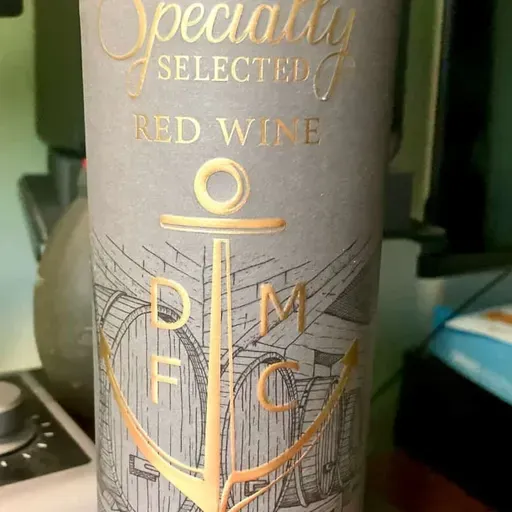 Specially
SELECTED
RED WINE
D M
F C